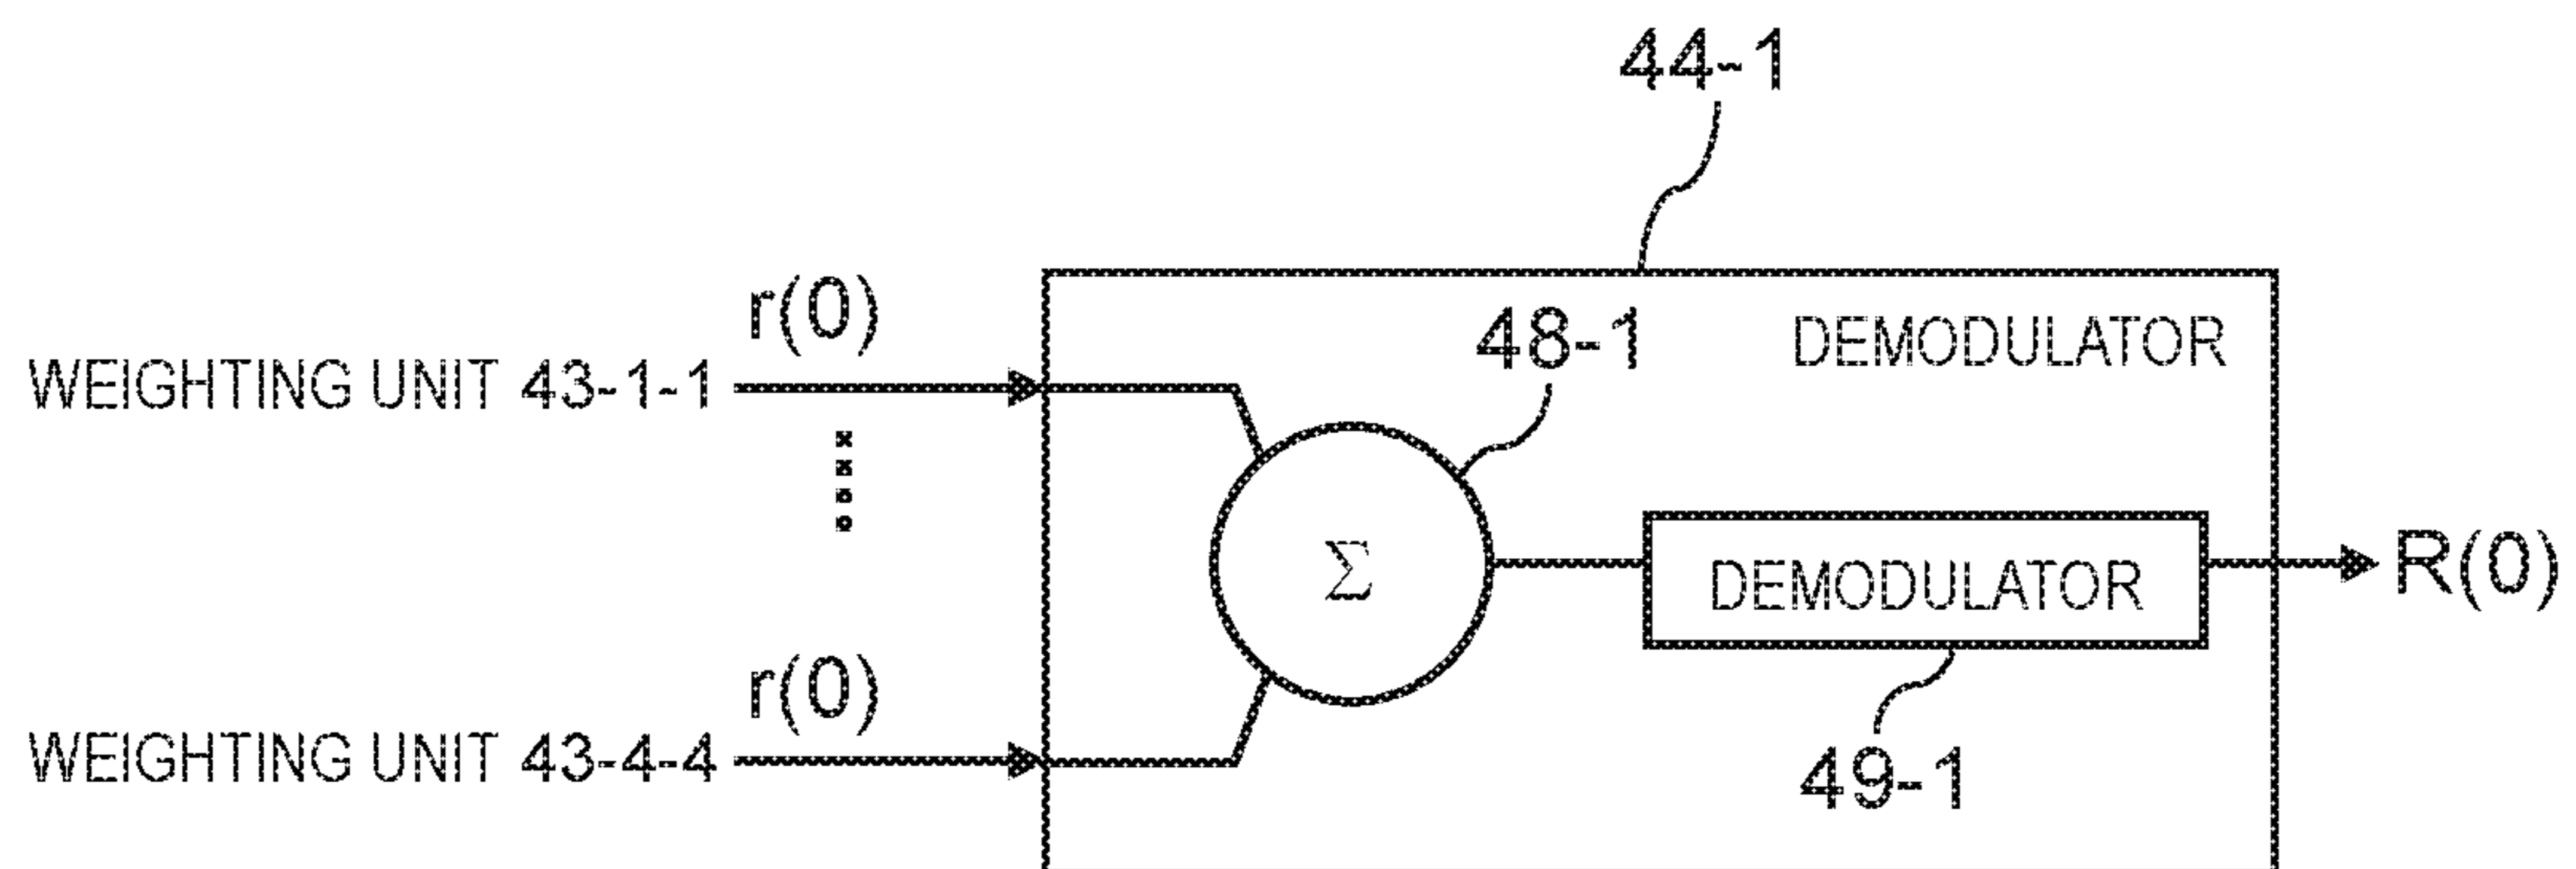 44-1
r(0)
48-1
DEMODULATOR
WEIGHTING UNIT 43-1-1
Σ
DEMODULATOR
R(0)
r(0)
WEIGHTING UNIT 43-4-4
49-1